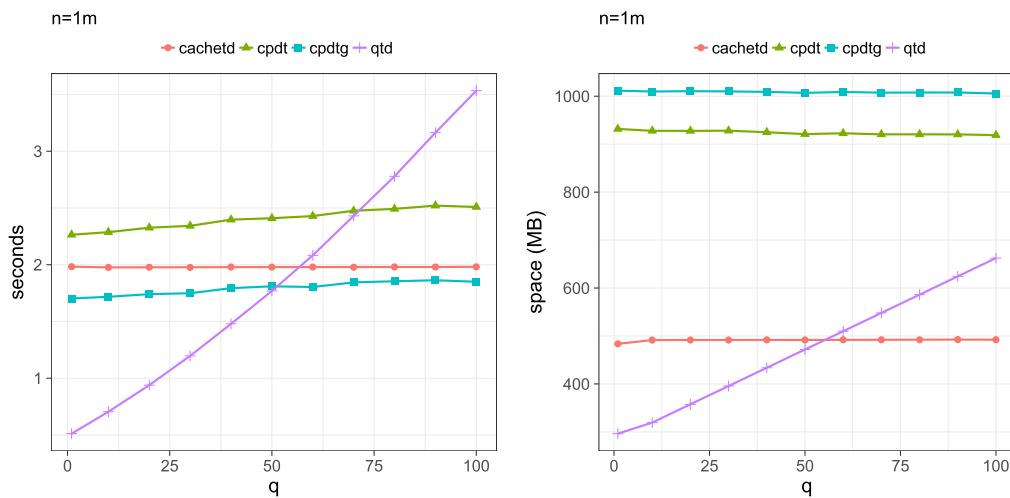 n=1m
cachetd cpdt cpdtg qtd
3
2
1
seconds
0 25 50 75 100
q
n=1m
cachetd cpdt cpdtg qtd
1000
800
600
400
space (MB)
0 25 50 75 100
q